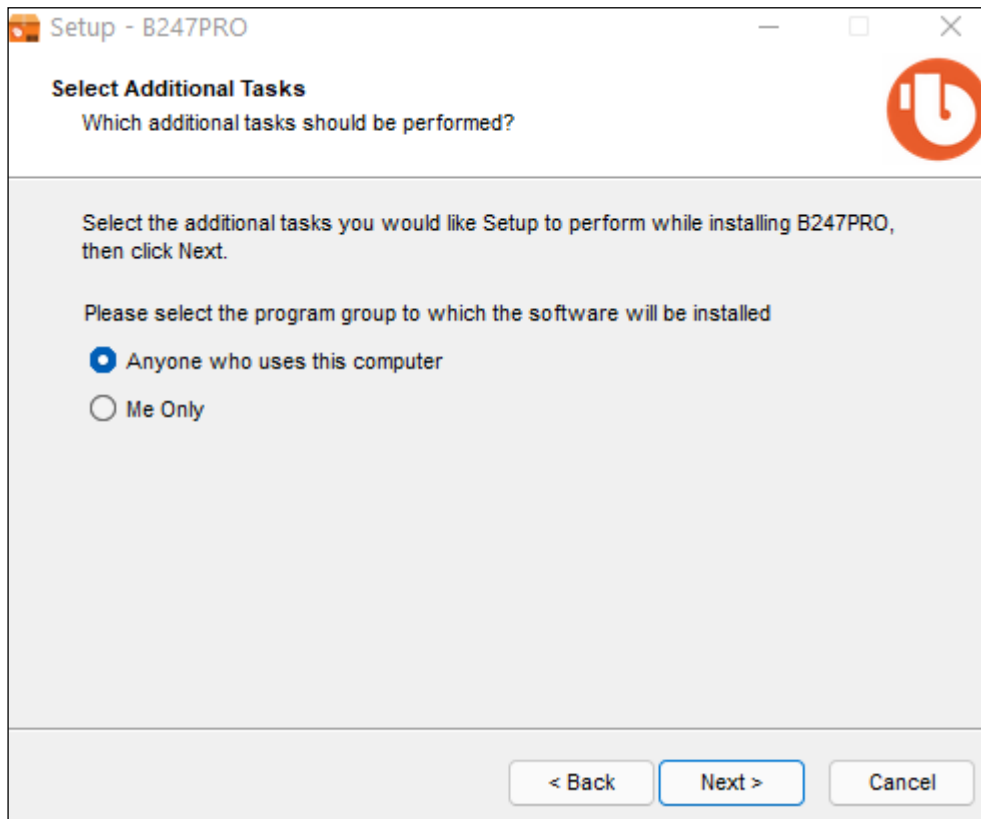 Setup - B247PRO
Select Additional Tasks
Which additional tasks should be performed?
Select the additional tasks you would like Setup to perform while installing B247PRO,
then click Next.
Please select the program group to which the software will be installed
Anyone who uses this computer
Me Only
< Back Next > Cancel